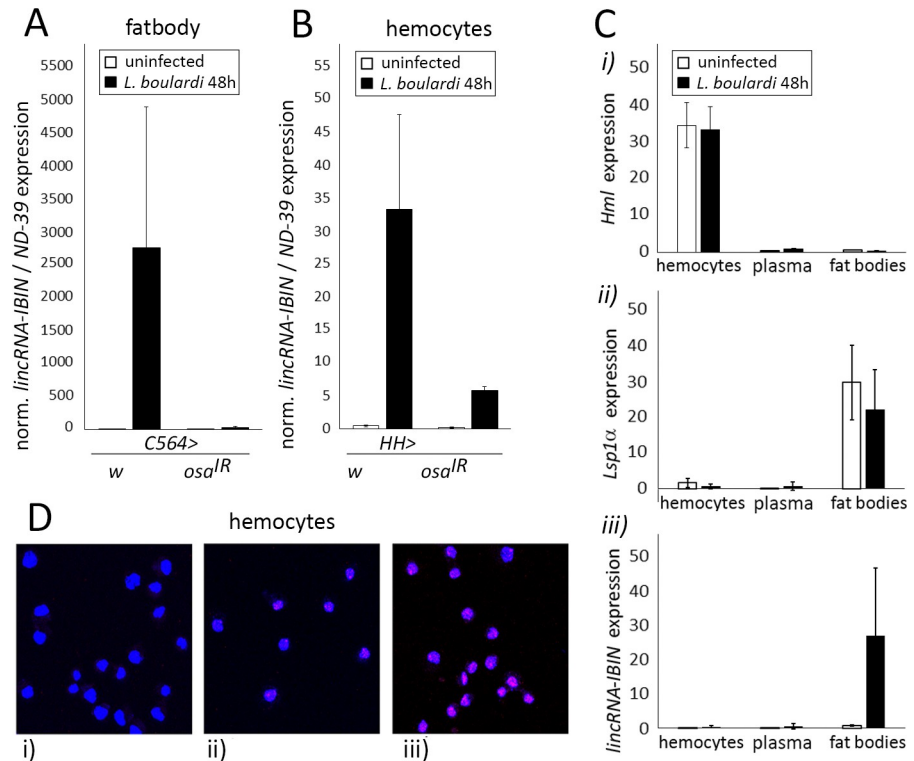 A
fatbody
uninfected
L. boulardi 48h
norm. lincRNA-IBIN / ND-39 expression
5500
5000
4500
4000
3500
3000
2500
2000
1500
1000
500
0
C564>
w osaIR
B
hemocytes
uninfected
L. boulardi 48h
norm. lincRNA-IBIN / ND-39 expression
55
50
45
40
35
30
25
20
15
10
5
0
HH>
w osaIR
C
i)
uninfected
L. boulardi 48h
Hml expression
50
40
30
20
10
0
hemocytes plasma fat bodies
ii)
Lsp1α expression
50
40
30
20
10
0
hemocytes plasma fat bodies
iii)
lincRNA-IBIN expression
50
40
30
20
10
0
hemocytes plasma fat bodies
D
hemocytes
i) ii) iii)